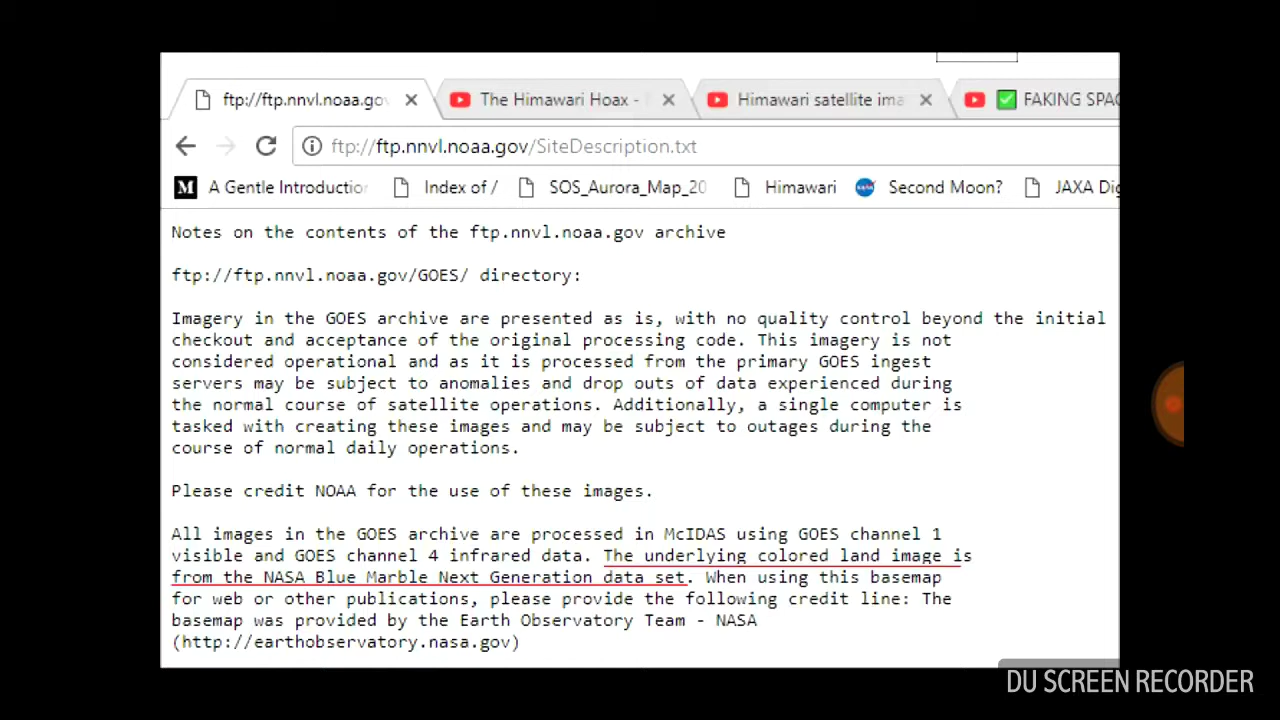 ftp://ftp.nnvl.noaa.gov
The Himawari Hoax -
Himawari satellite ima
FAKING SPAC
ftp://ftp.nnvl.noaa.gov/SiteDescription.txt
M A Gentle Introduction
Index of /
SOS_Aurora_Map_20
Himawari
Second Moon?
JAXA Dig
Notes on the contents of the ftp.nnvl.noaa.gov archive
ftp://ftp.nnvl.noaa.gov/GOES/ directory:
Imagery in the GOES archive are presented as is, with no quality control beyond the initial
checkout and acceptance of the original processing code. This imagery is not
considered operational and as it is processed from the primary GOES ingest
servers may be subject to anomalies and drop outs of data experienced during
the normal course of satellite operations. Additionally, a single computer is
tasked with creating these images and may be subject to outages during the
course of normal daily operations.
Please credit NOAA for the use of these images.
All images in the GOES archive are processed in McIDAS using GOES channel 1
visible and GOES channel 4 infrared data. The underlying colored land image is
from the NASA Blue Marble Next Generation data set. When using this basemap
for web or other publications, please provide the following credit line: The
basemap was provided by the Earth Observatory Team - NASA
(http://earthobservatory.nasa.gov)
DU SCREEN RECORDER